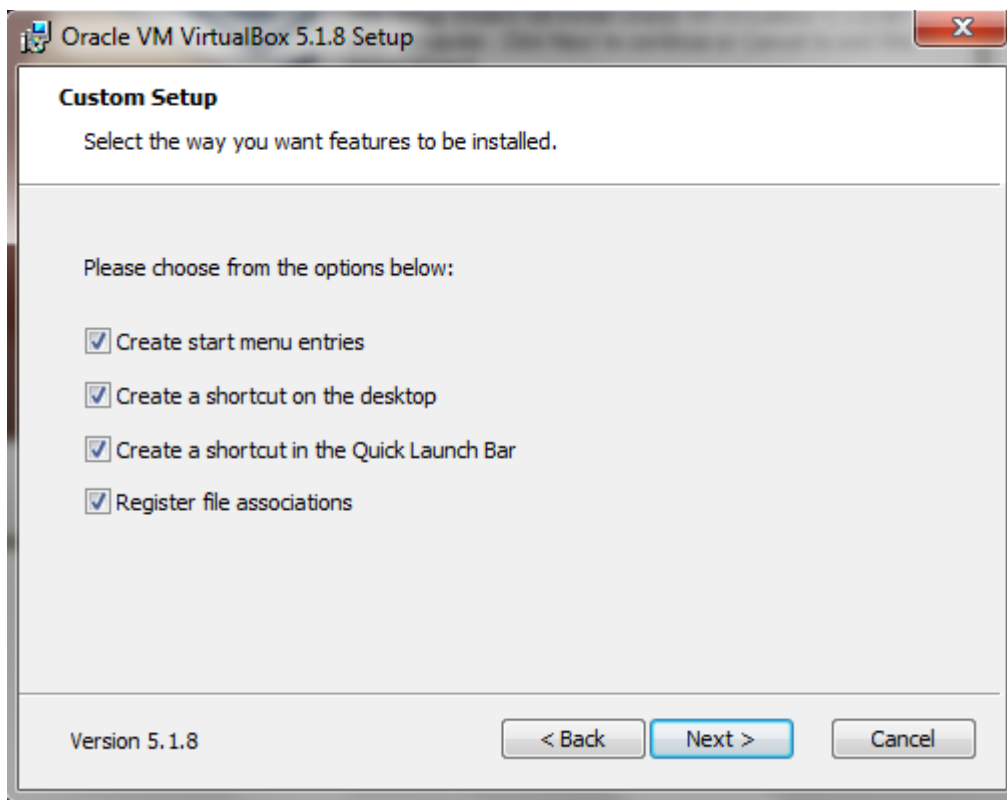 Oracle VM VirtualBox 5.1.8 Setup
Custom Setup
Select the way you want features to be installed.
Please choose from the options below:
Create start menu entries
Create a shortcut on the desktop
Create a shortcut in the Quick Launch Bar
Register file associations
Version 5.1.8
< Back
Next >
Cancel